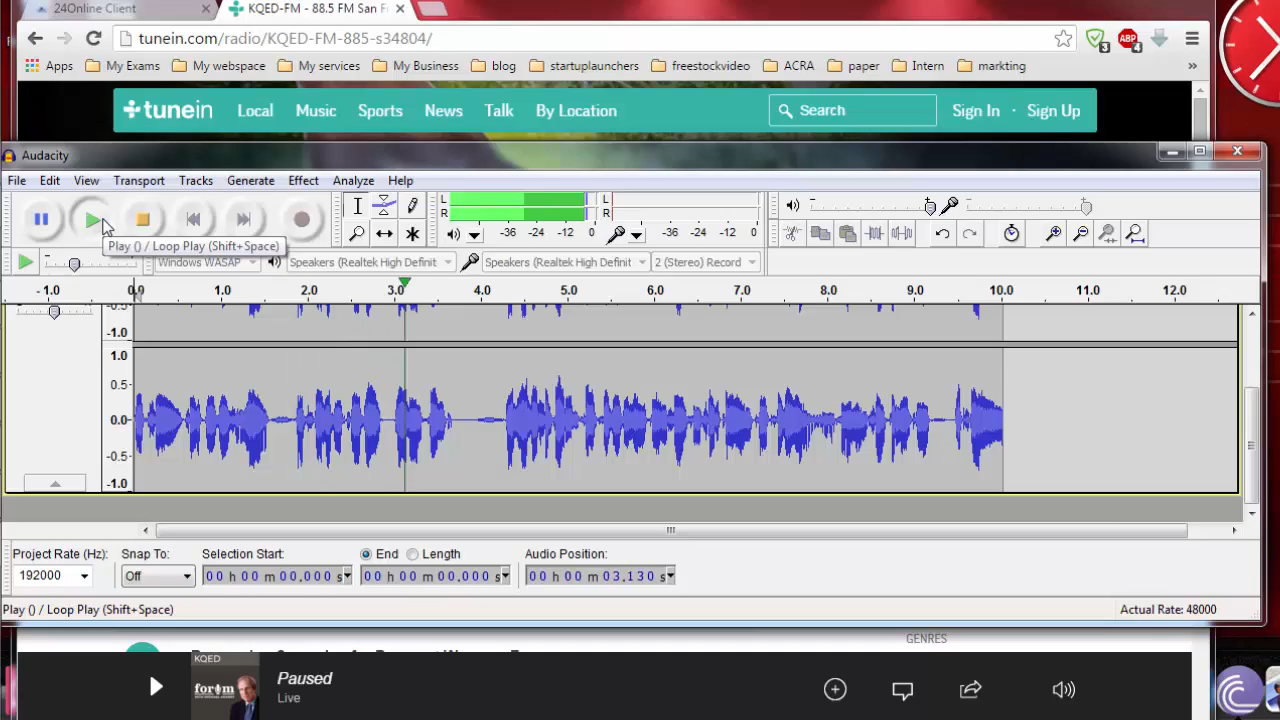 24Online Client
KQED-FM - 88.5 FM San F
tunein.com/radio/KQED-FM-885-s34804/
3
ABP
4
Apps My Exams My webspace My services My Business blog startuplaunchers freestockvideo ACRA paper Intern markting »
tunein Local Music Sports News Talk By Location Search Sign In · Sign Up
Audacity
File Edit View Transport Tracks Generate Effect Analyze Help
L L
R R
-36 -24 -12 0 -36 -24 -12 0
Play () / Loop Play (Shift+Space)
Windows WASAP Speakers (Realtek High Definit Speakers (Realtek High Definit 2 (Stereo) Record
-1.0 0.0 1.0 2.0 3.0 4.0 5.0 6.0 7.0 8.0 9.0 10.0 11.0 12.0
-0.5
-1.0
1.0
0.5
0.0
-0.5
-1.0
Project Rate (Hz): Snap To: Selection Start: End Length Audio Position:
192000 Off 00 h 00 m 00.000 s 00 h 00 m 00.000 s 00 h 00 m 03.130 s
Play () / Loop Play (Shift+Space) Actual Rate: 48000
GENRES
KQED
forum
Paused
Live